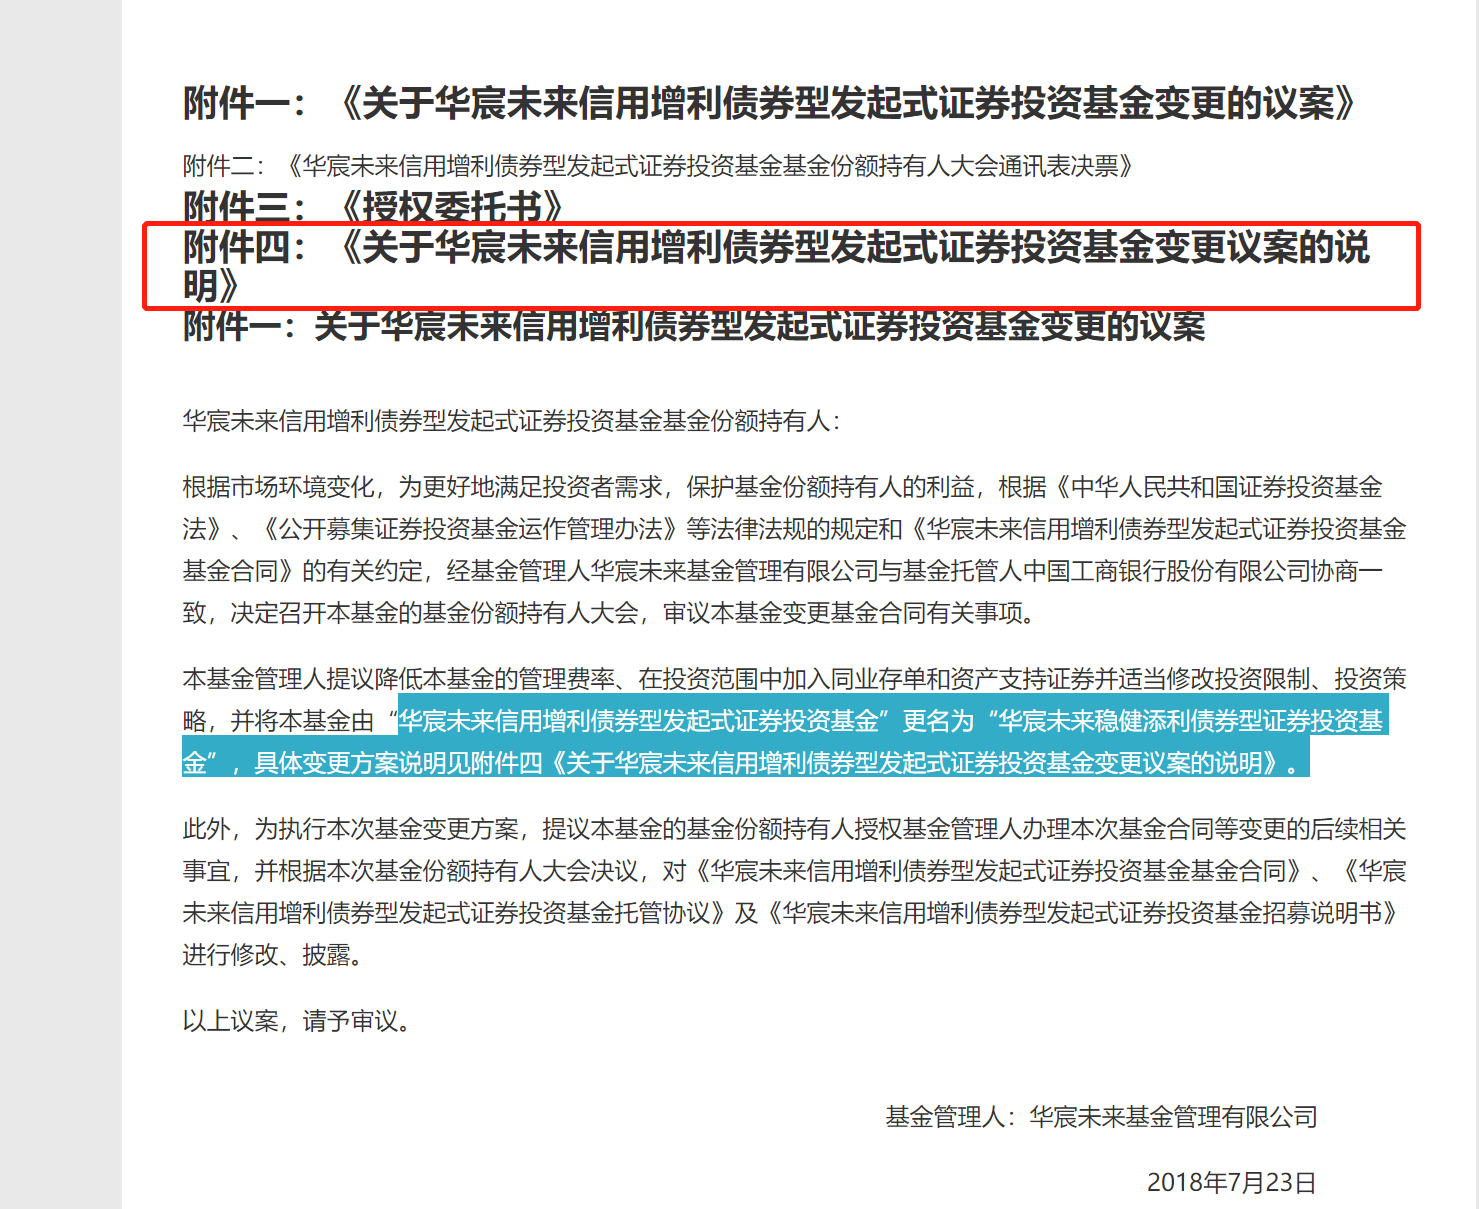 附件一：《关于华宸未来信用增利债券型发起式证券投资基金变更的议案》
附件二：《华宸未来信用增利债券型发起式证券投资基金基金份额持有人大会通讯表决票》
附件三：《授权委托书》
附件四：《关于华宸未来信用增利债券型发起式证券投资基金变更议案的说
明》
附件一：关于华宸未来信用增利债券型发起式证券投资基金变更的议案
华宸未来信用增利债券型发起式证券投资基金基金份额持有人：
根据市场环境变化，为更好地满足投资者需求，保护基金份额持有人的利益，根据《中华人民共和国证券投资基金
法》、《公开募集证券投资基金运作管理办法》等法律法规的规定和《华宸未来信用增利债券型发起式证券投资基金
基金合同》的有关约定，经基金管理人华宸未来基金管理有限公司与基金托管人中国工商银行股份有限公司协商一
致，决定召开本基金的基金份额持有人大会，审议本基金变更基金合同有关事项。
本基金管理人提议降低本基金的管理费率、在投资范围中加入同业存单和资产支持证券并适当修改投资限制、投资策
略，并将本基金由“华宸未来信用增利债券型发起式证券投资基金”更名为“华宸未来稳健添利债券型证券投资基
金”，具体变更方案说明见附件四《关于华宸未来信用增利债券型发起式证券投资基金变更议案的说明》。
此外，为执行本次基金变更方案，提议本基金的基金份额持有人授权基金管理人办理本次基金合同等变更的后续相关
事宜，并根据本次基金份额持有人大会决议，对《华宸未来信用增利债券型发起式证券投资基金基金合同》、《华宸
未来信用增利债券型发起式证券投资基金托管协议》及《华宸未来信用增利债券型发起式证券投资基金招募说明书》
进行修改、披露。
以上议案，请予审议。
基金管理人：华宸未来基金管理有限公司
2018年7月23日